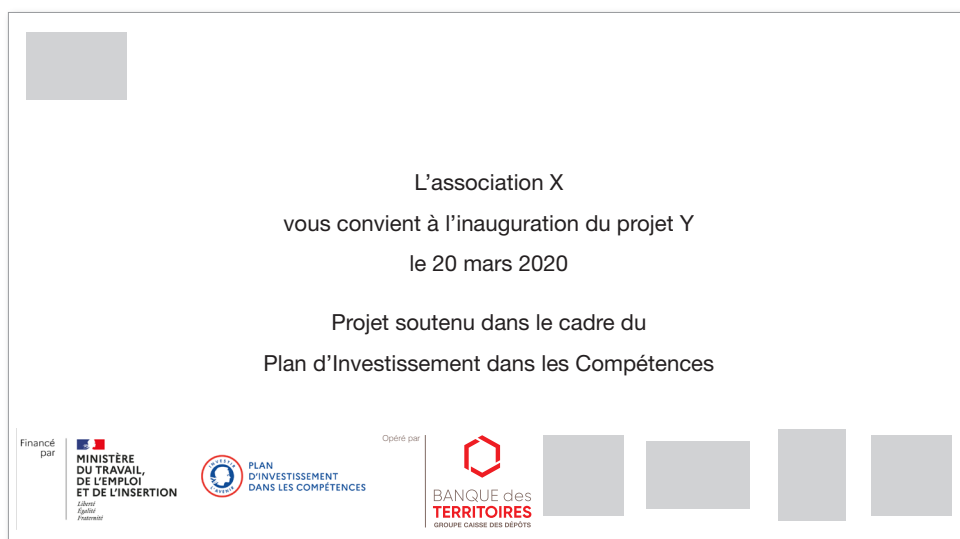 L’association X
vous convient à l’inauguration du projet Y
le 20 mars 2020
Projet soutenu dans le cadre du
Plan d’Investissement dans les Compétences
Financé
par
MINISTÈRE
DU TRAVAIL,
DE L’EMPLOI
ET DE L’INSERTION
Liberté
Égalité
Fraternité
INVESTIR
L’AVENIR
PLAN
D’INVESTISSEMENT
DANS LES COMPÉTENCES
Opéré par
BANQUE des
TERRITOIRES
GROUPE CAISSE DES DÉPÔTS